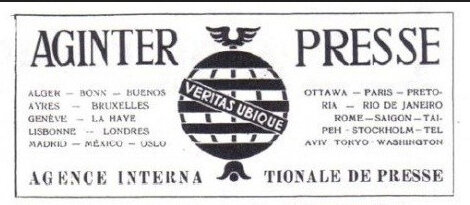 AGINTER PRESSE
VERITAS UBIQUE
ALGER — BONN — BUENOS
AYRES — BRUXELLES
GENÈVE — LA HAYE
LISBONNE — LONDRES
MADRID — MÉXICO — OSLO
OTTAWA — PARIS — PRETO-
RIA — RIO DE JANEIRO
ROME — SAIGON — TAI-
PEH - STOCKHOLM - TEL
AVIV TOKYO WASHINGTON
AGENCE INTERNA TIONALE DE PRESSE